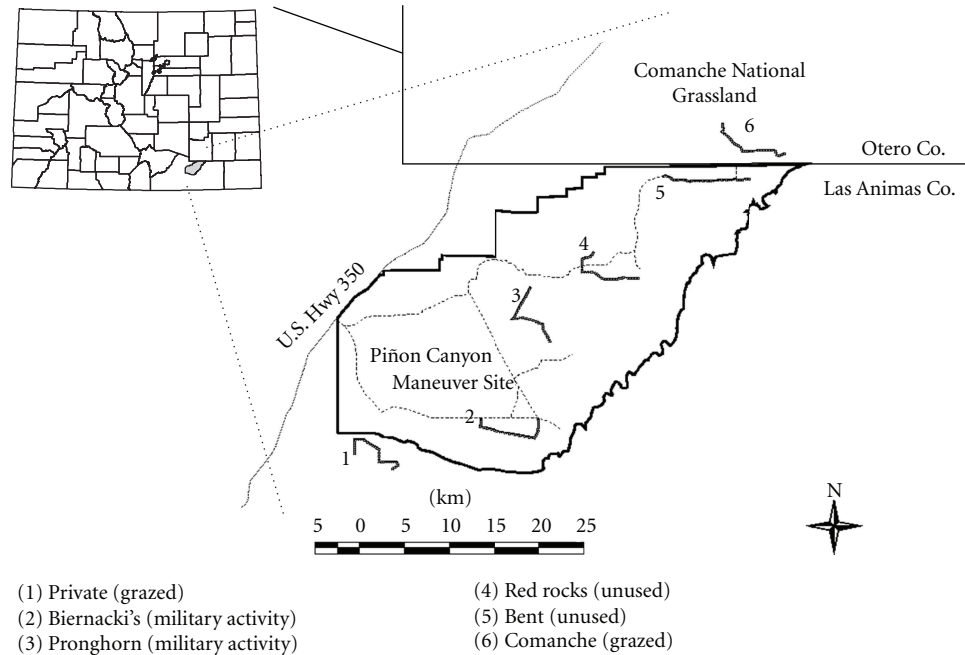 Comanche National
Grassland
6
Otero Co.
Las Animas Co.
5
4
3
U.S. Hwy 350
Piñon Canyon
Maneuver Site
2
1
(km)
5 0 5 10 15 20 25
N
(1) Private (grazed)
(2) Biernacki's (military activity)
(3) Pronghorn (military activity)
(4) Red rocks (unused)
(5) Bent (unused)
(6) Comanche (grazed)